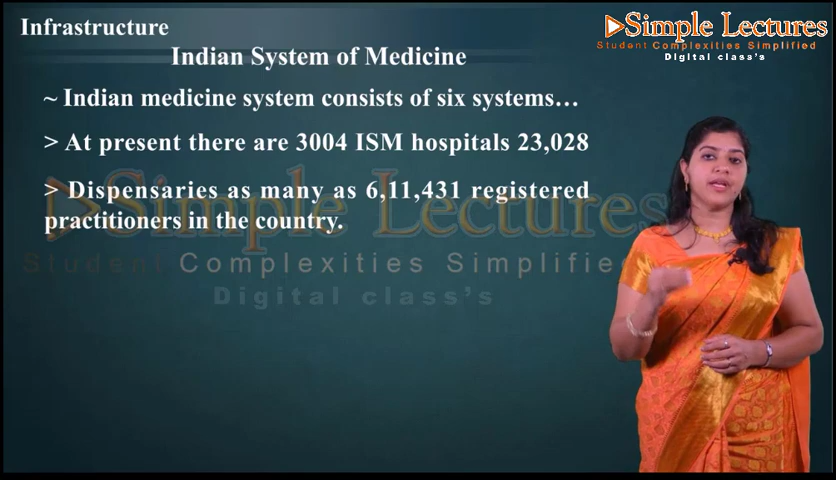 Infrastructure
Simple Lectures
Student Complexities Simplified
Digital class's
Indian System of Medicine
~ Indian medicine system consists of six systems…
> At present there are 3004 ISM hospitals 23,028
> Dispensaries as many as 6,11,431 registered
practitioners in the country.
Simple Lectures
Student Complexities Simplifie
Digital class's